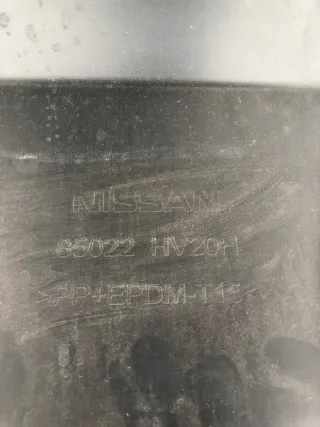 NISSAN
85022 HV20H
>PP+EPDM-T15<